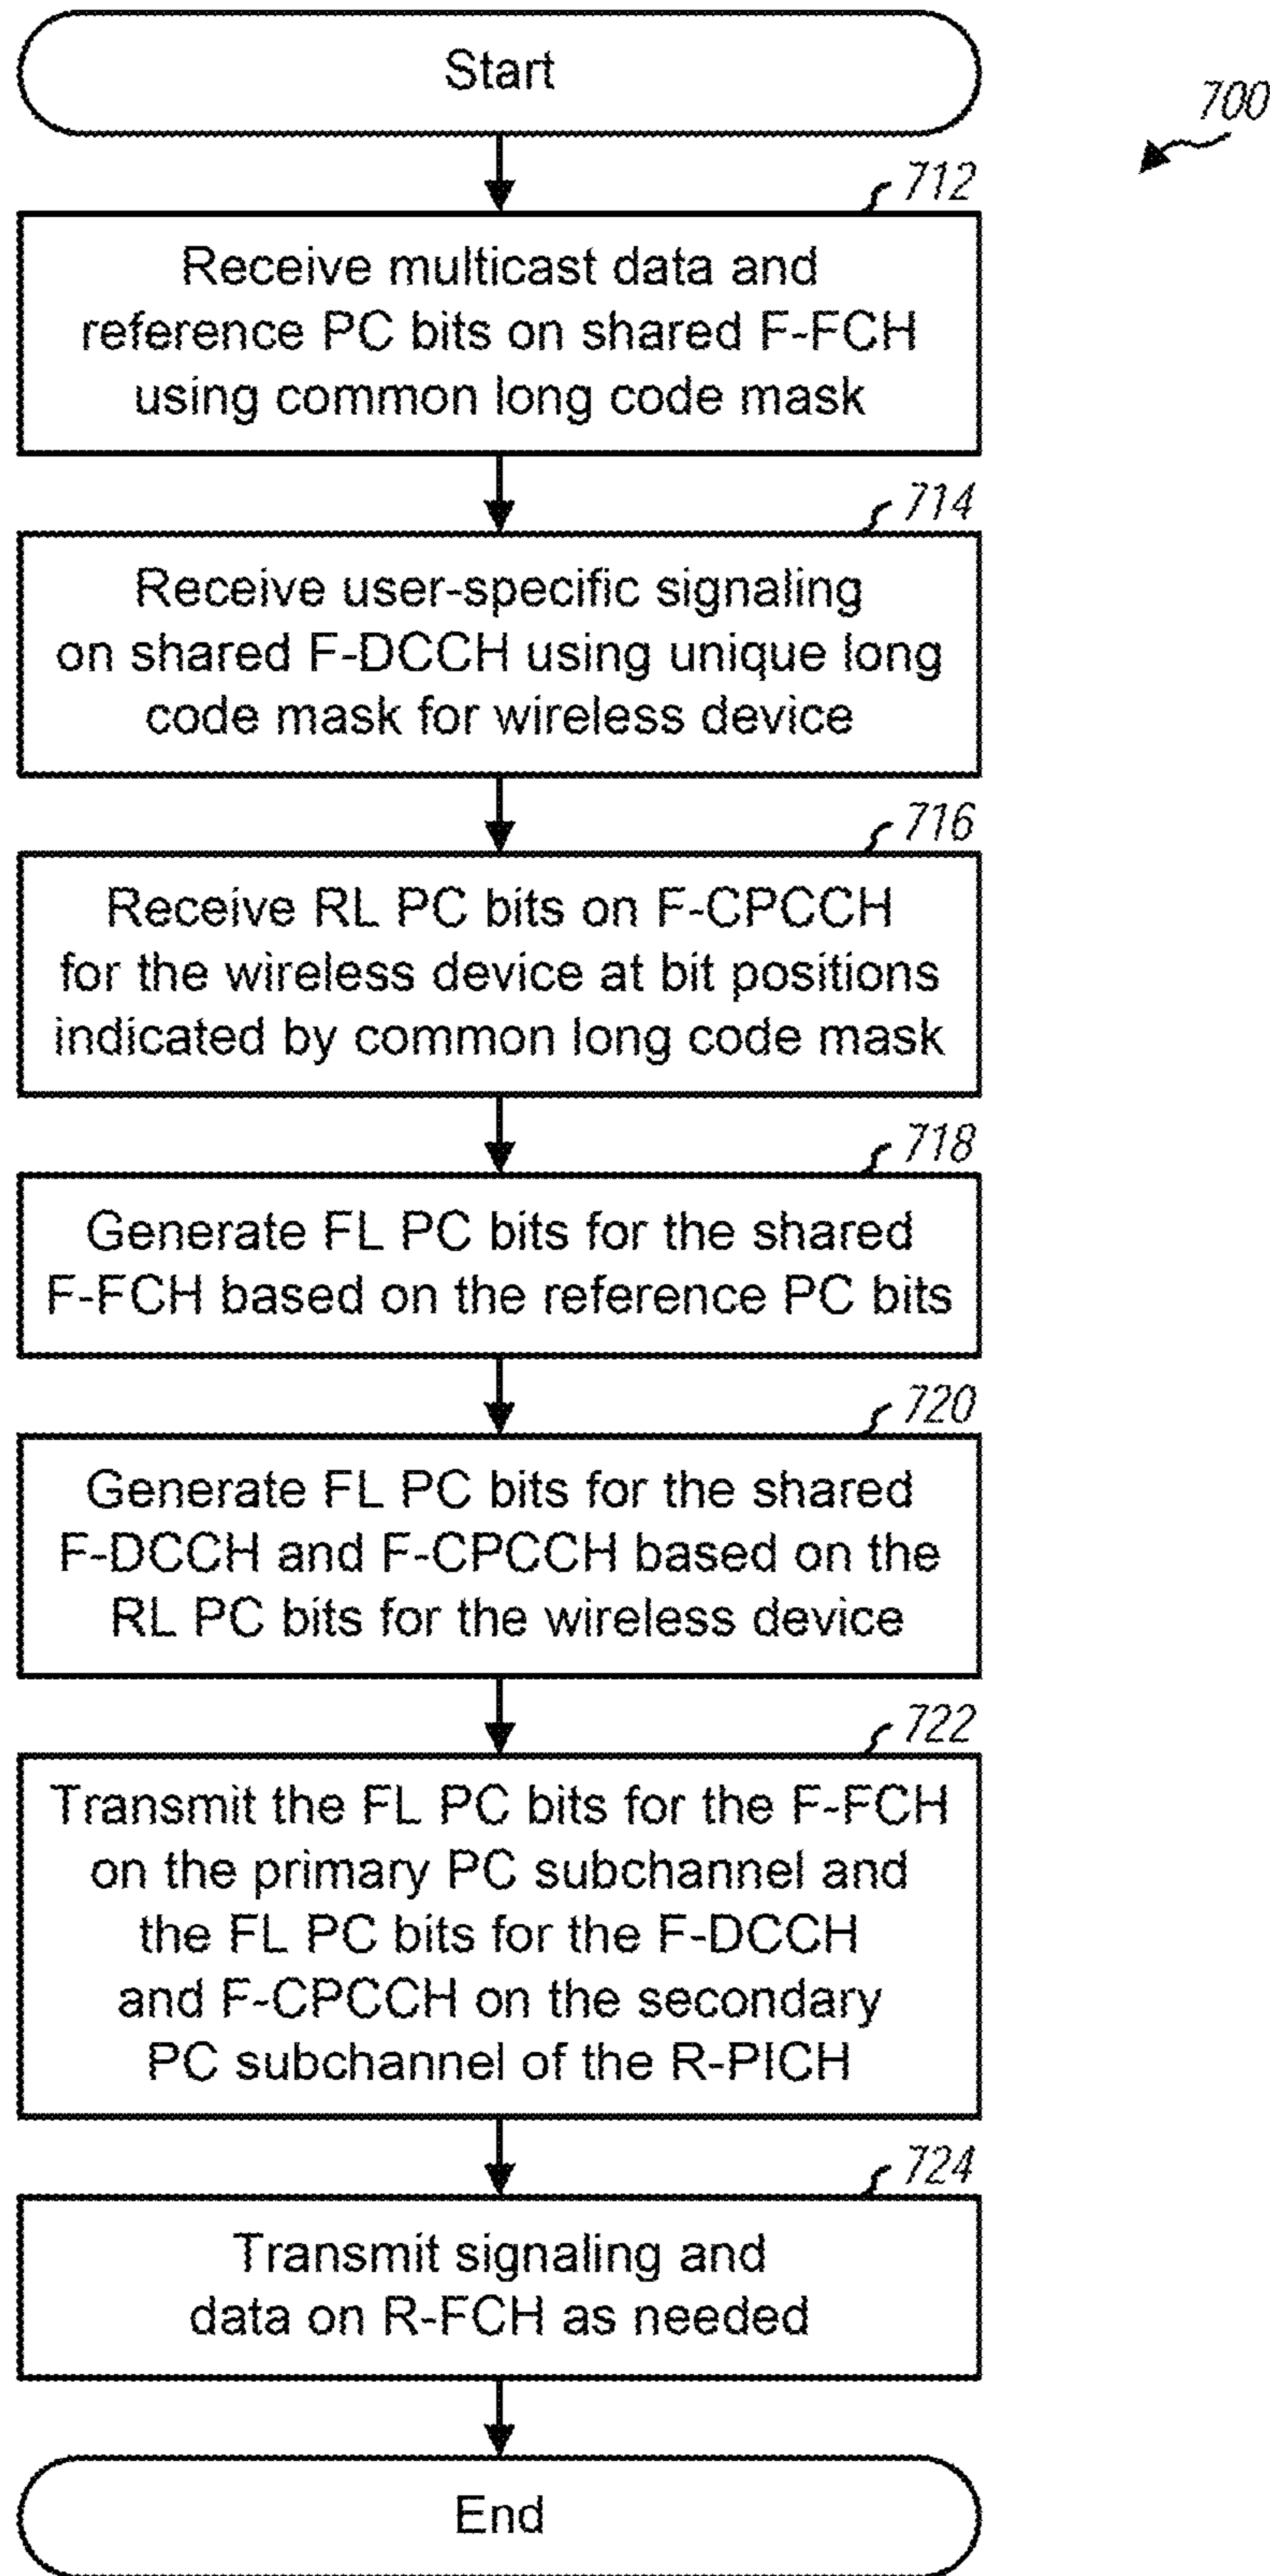 Start
700
712
Receive multicast data and
reference PC bits on shared F-FCH
using common long code mask
714
Receive user-specific signaling
on shared F-DCCH using unique long
code mask for wireless device
716
Receive RL PC bits on F-CPCCH
for the wireless device at bit positions
indicated by common long code mask
718
Generate FL PC bits for the shared
F-FCH based on the reference PC bits
720
Generate FL PC bits for the shared
F-DCCH and F-CPCCH based on the
RL PC bits for the wireless device
722
Transmit the FL PC bits for the F-FCH
on the primary PC subchannel and
the FL PC bits for the F-DCCH
and F-CPCCH on the secondary
PC subchannel of the R-PICH
724
Transmit signaling and
data on R-FCH as needed
End